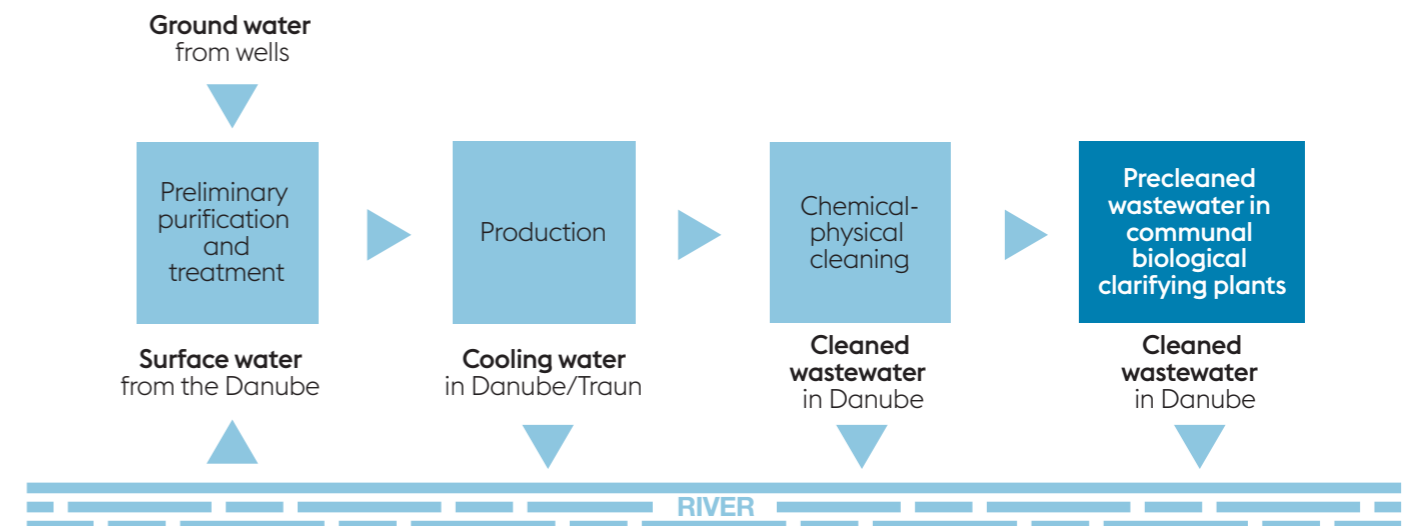 Ground water
from wells
Preliminary
purification
and
treatment
Production
Chemical-
physical
cleaning
Precleaned
wastewater in
communal
biological
clarifying plants
Surface water
from the Danube
Cooling water
in Danube/Traun
Cleaned
wastewater
in Danube
Cleaned
wastewater
in Danube
RIVER